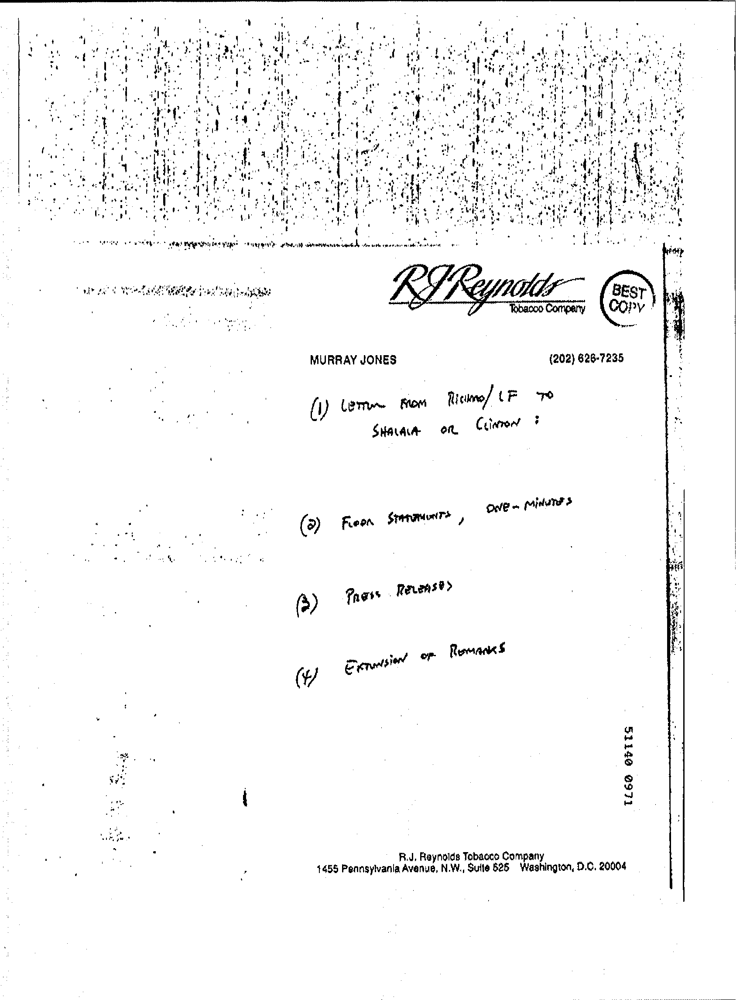 RJReynolds
Tobacco Company
BEST
COPY
MURRAY JONES (202) 626-7235
(1) LETTER FROM /LF TO
SHALALA OR CLINTON :
(2) FLOOR STATEMENTS, ONE-MINUTES
(3) PRESS RELEASES
(4) EXTENSION OF REMARKS
51140 0971
R.J. Reynolds Tobacco Company
1455 Pennsylvania Avenue, N.W., Suite 525 Washington, D.C. 20004